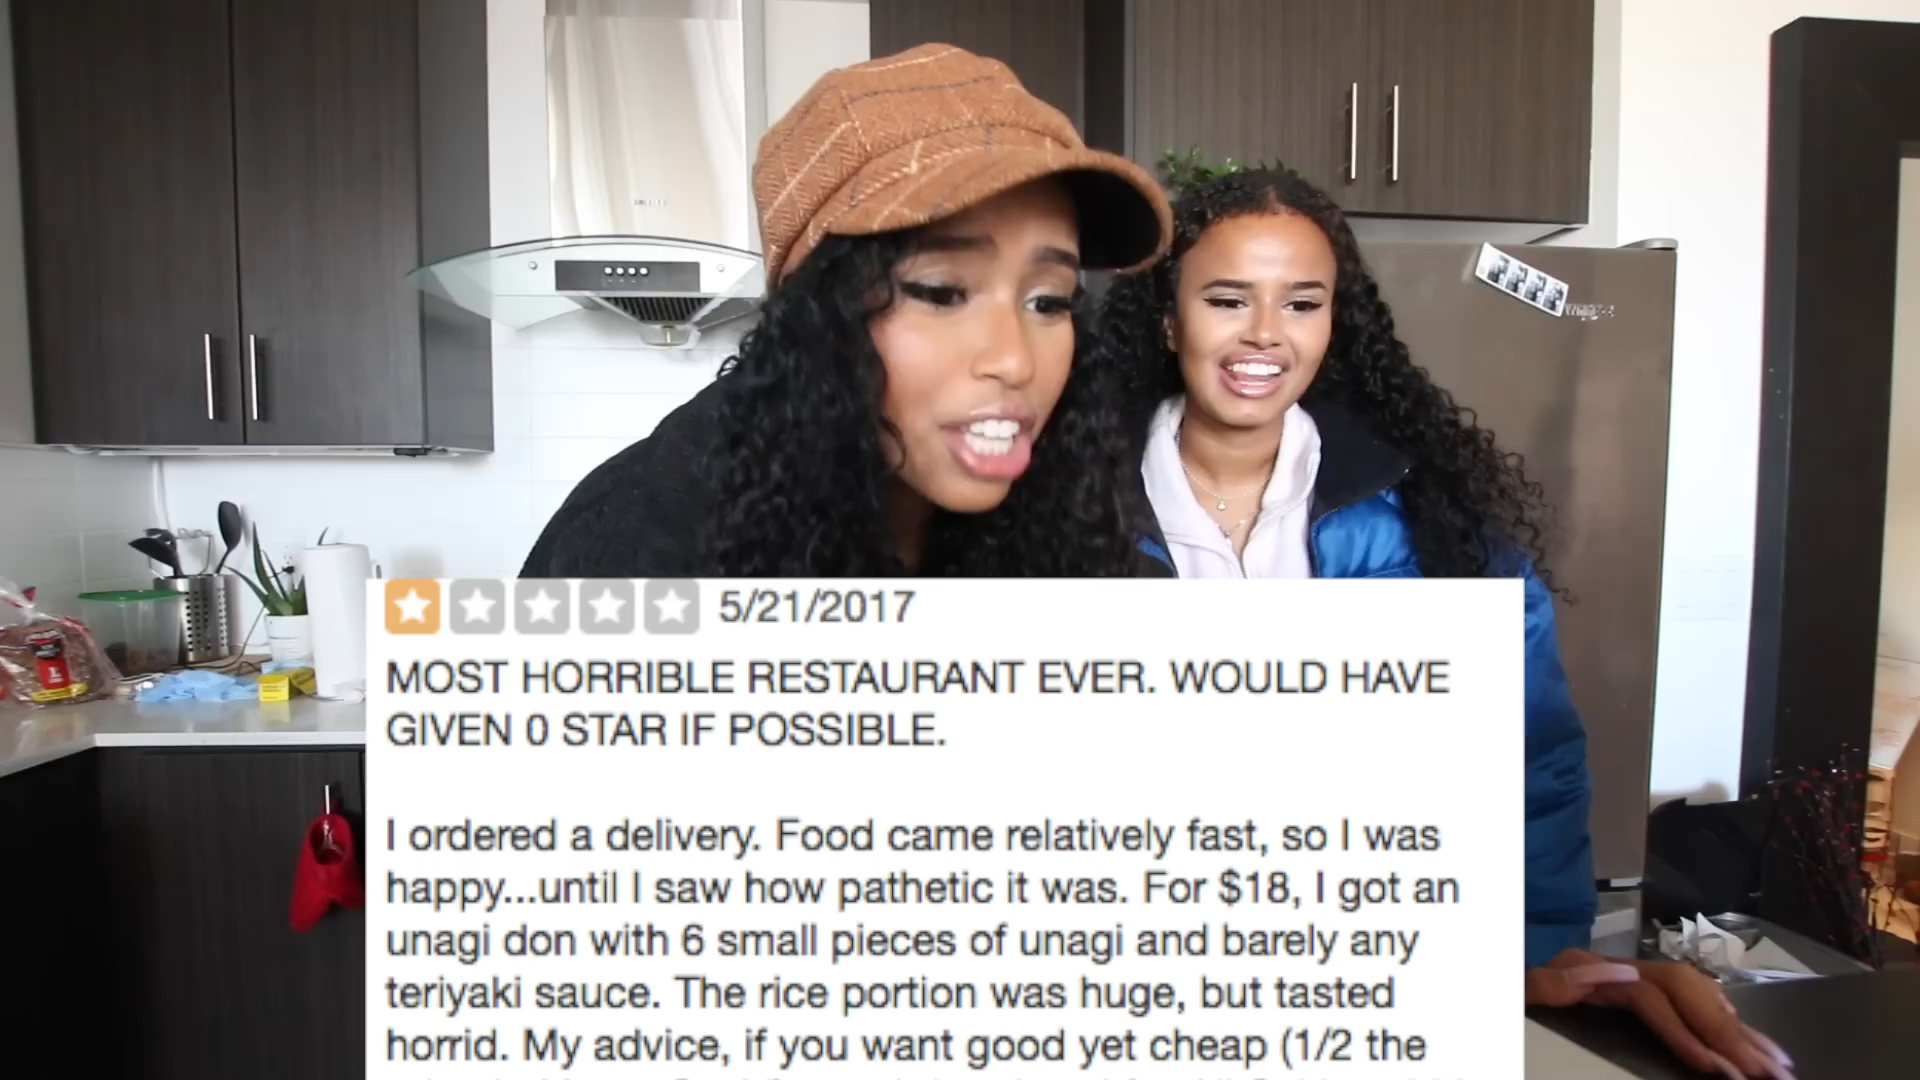 5/21/2017
MOST HORRIBLE RESTAURANT EVER. WOULD HAVE
GIVEN 0 STAR IF POSSIBLE.
I ordered a delivery. Food came relatively fast, so I was
happy...until I saw how pathetic it was. For $18, I got an
unagi don with 6 small pieces of unagi and barely any
teriyaki sauce. The rice portion was huge, but tasted
horrid. My advice, if you want good yet cheap (1/2 the